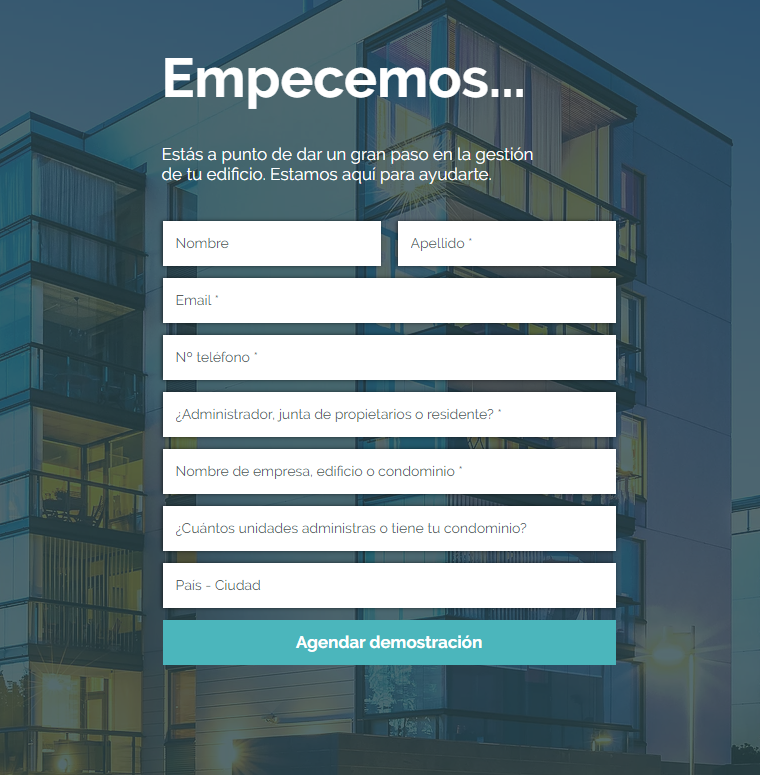 Empecemos...
Estás a punto de dar un gran paso en la gestión
de tu edificio. Estamos aquí para ayudarte.
Nombre
Apellido *
Email *
Nº teléfono *
¿Administrador, junta de propietarios o residente? *
Nombre de empresa, edificio o condominio *
¿Cuántos unidades administras o tiene tu condominio?
País - Ciudad
Agendar demostración